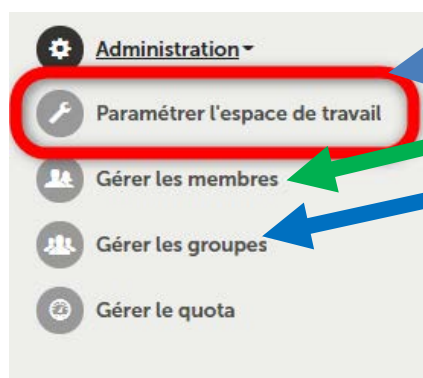 Administration
Paramétrer l'espace de travail
Gérer les membres
Gérer les groupes
Gérer le quota